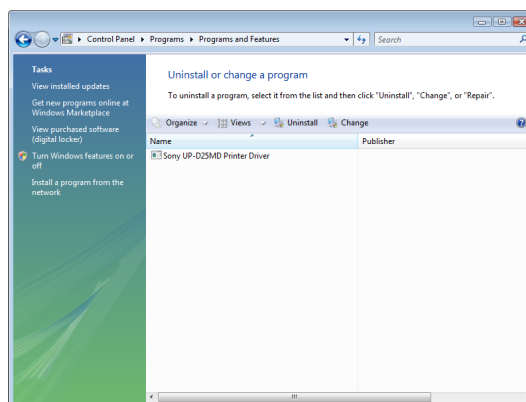 Control Panel ▸ Programs ▸ Programs and Features
Search
Tasks
View installed updates
Get new programs online at
Windows Marketplace
View purchased software
(digital locker)
Turn Windows features on or
off
Install a program from the
network
Uninstall or change a program
To uninstall a program, select it from the list and then click "Uninstall", "Change", or "Repair".
Organize Views Uninstall Change
Name Publisher
Sony UP-D25MD Printer Driver